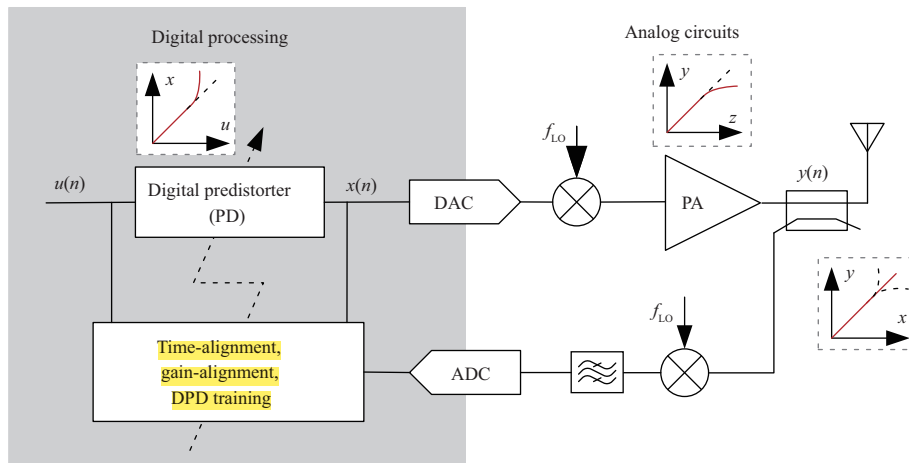 Digital processing
Analog circuits
x
u
y
z
f_LO
u(n)
Digital predistorter
(PD)
x(n)
DAC
PA
y(n)
y
x
f_LO
Time-alignment,
gain-alignment,
DPD training
ADC